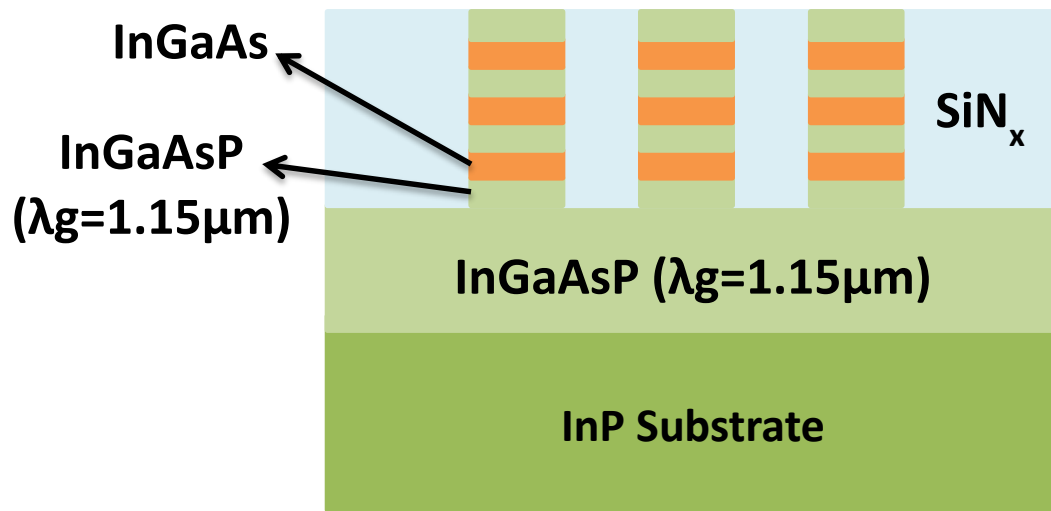 InGaAs
InGaAsP
(λg=1.15μm)
SiNx
InGaAsP (λg=1.15μm)
InP Substrate